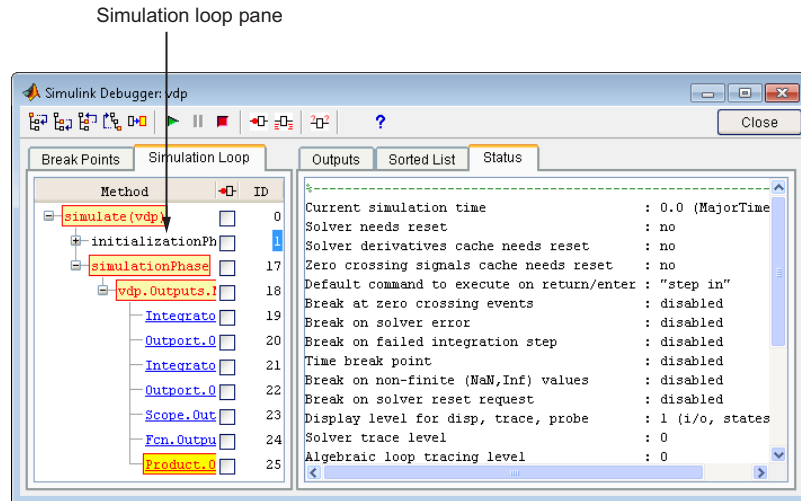 Simulation loop pane
Simulink Debugger: vdp
?
Close
Break Points Simulation Loop
Outputs Sorted List Status
Method ID
simulate(vdp) 0
initializationPh 1
simulationPhase 17
vdp.Outputs.M 18
Integrato 19
Outport.O 20
Integrato 21
Outport.O 22
Scope.Out 23
Fcn.Outpu 24
Product.O 25
%----------------------------------------------------------------
Current simulation time : 0.0 (MajorTime
Solver needs reset : no
Solver derivatives cache needs reset : no
Zero crossing signals cache needs reset : no
Default command to execute on return/enter : "step in"
Break at zero crossing events : disabled
Break on solver error : disabled
Break on failed integration step : disabled
Time break point : disabled
Break on non-finite (NaN,Inf) values : disabled
Break on solver reset request : disabled
Display level for disp, trace, probe : 1 (i/o, states
Solver trace level : 0
Algebraic loop tracing level : 0